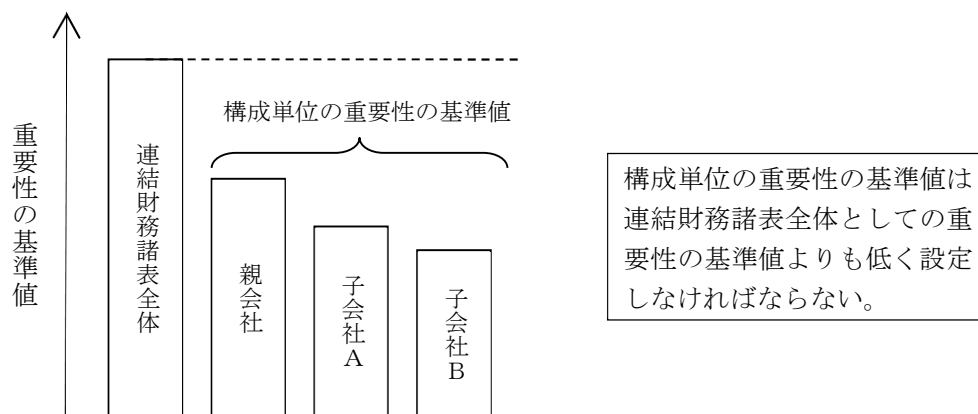 重要性の基準値
連結財務諸表全体
構成単位の重要性の基準値
親会社
子会社A
子会社B
構成単位の重要性の基準値は
連結財務諸表全体としての重
要性の基準値よりも低く設定
しなければならない。